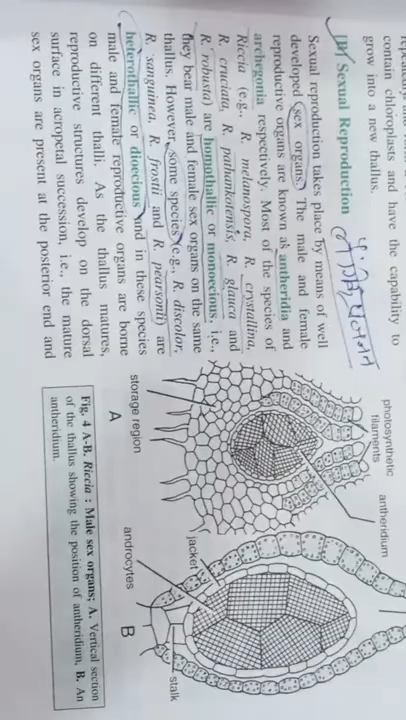 contain chloroplasts and have the capability to
grow into a new thallus.
Sexual Reproduction
Sexual reproduction takes place by means of well
developed sex organs. The male and female
reproductive organs are known as antheridia and
archegonia respectively. Most of the species of
Riccia (e.g., R. melanospora, R. crystallina,
R. cruciata, R. pathankotensis, R. glauca and
R. robusta) are homothallic or monoecious, i.e.,
they bear male and female sex organs on the same
thallus. However, some species (e.g., R. discolor,
R. sanguinea, R. frostii and R. pearsonii) are
heterothallic or dioecious and in these species
male and female reproductive organs are borne
on different thalli. As the thallus matures,
reproductive structures develop on the dorsal
surface in acropetal succession, i.e., the mature
sex organs are present at the posterior end and
photosynthetic
filaments
antheridium
storage region
A
jacket
androcytes
stalk
B
Fig. 4 A-B. Riccia : Male sex organs; A. Vertical section
of the thallus showing the position of antheridium, B. An
antheridium.